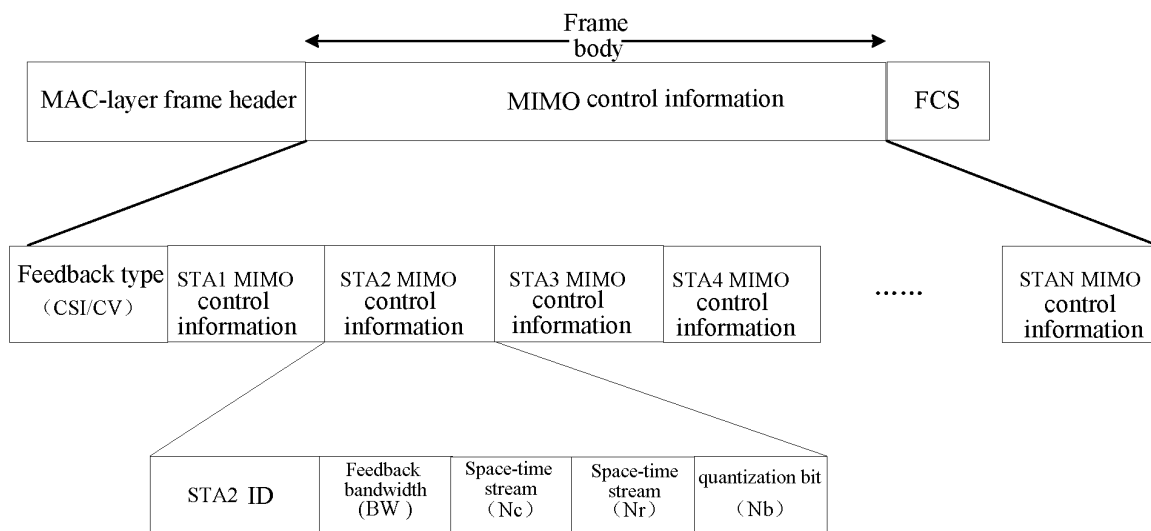 Frame
body
MAC-layer frame header
MIMO control information
FCS
Feedback type
（CSI/CV）
STA1 MIMO
control
information
STA2 MIMO
control
information
STA3 MIMO
control
information
STA4 MIMO
control
information
……
STAN MIMO
control
information
STA2 ID
Feedback
bandwidth
(BW )
Space-time
stream
（Nc）
Space-time
stream
（Nr）
quantization bit
（Nb）